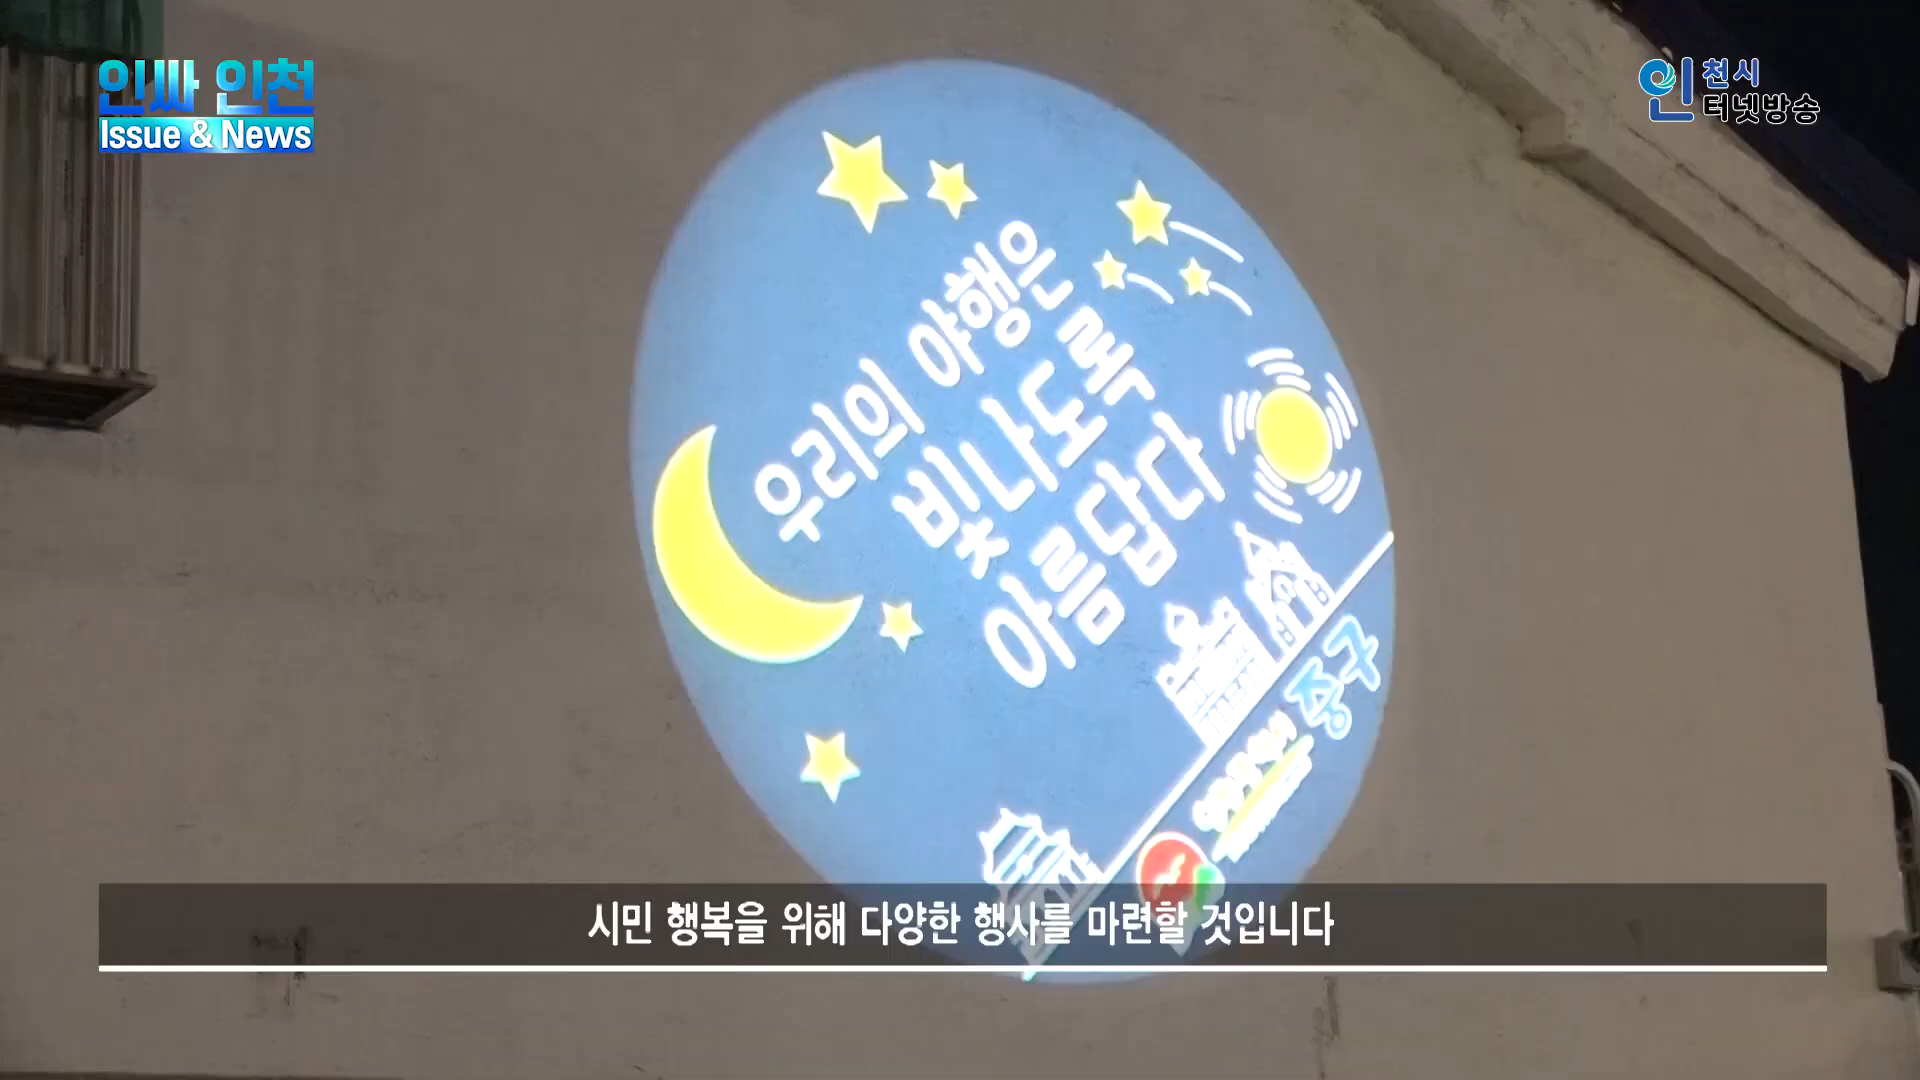 인싸 인천
Issue & News
인천시
인터넷방송
우리의 야행은
빛나도록
아름답다
중구
시민 행복을 위해 다양한 행사를 마련할 것입니다